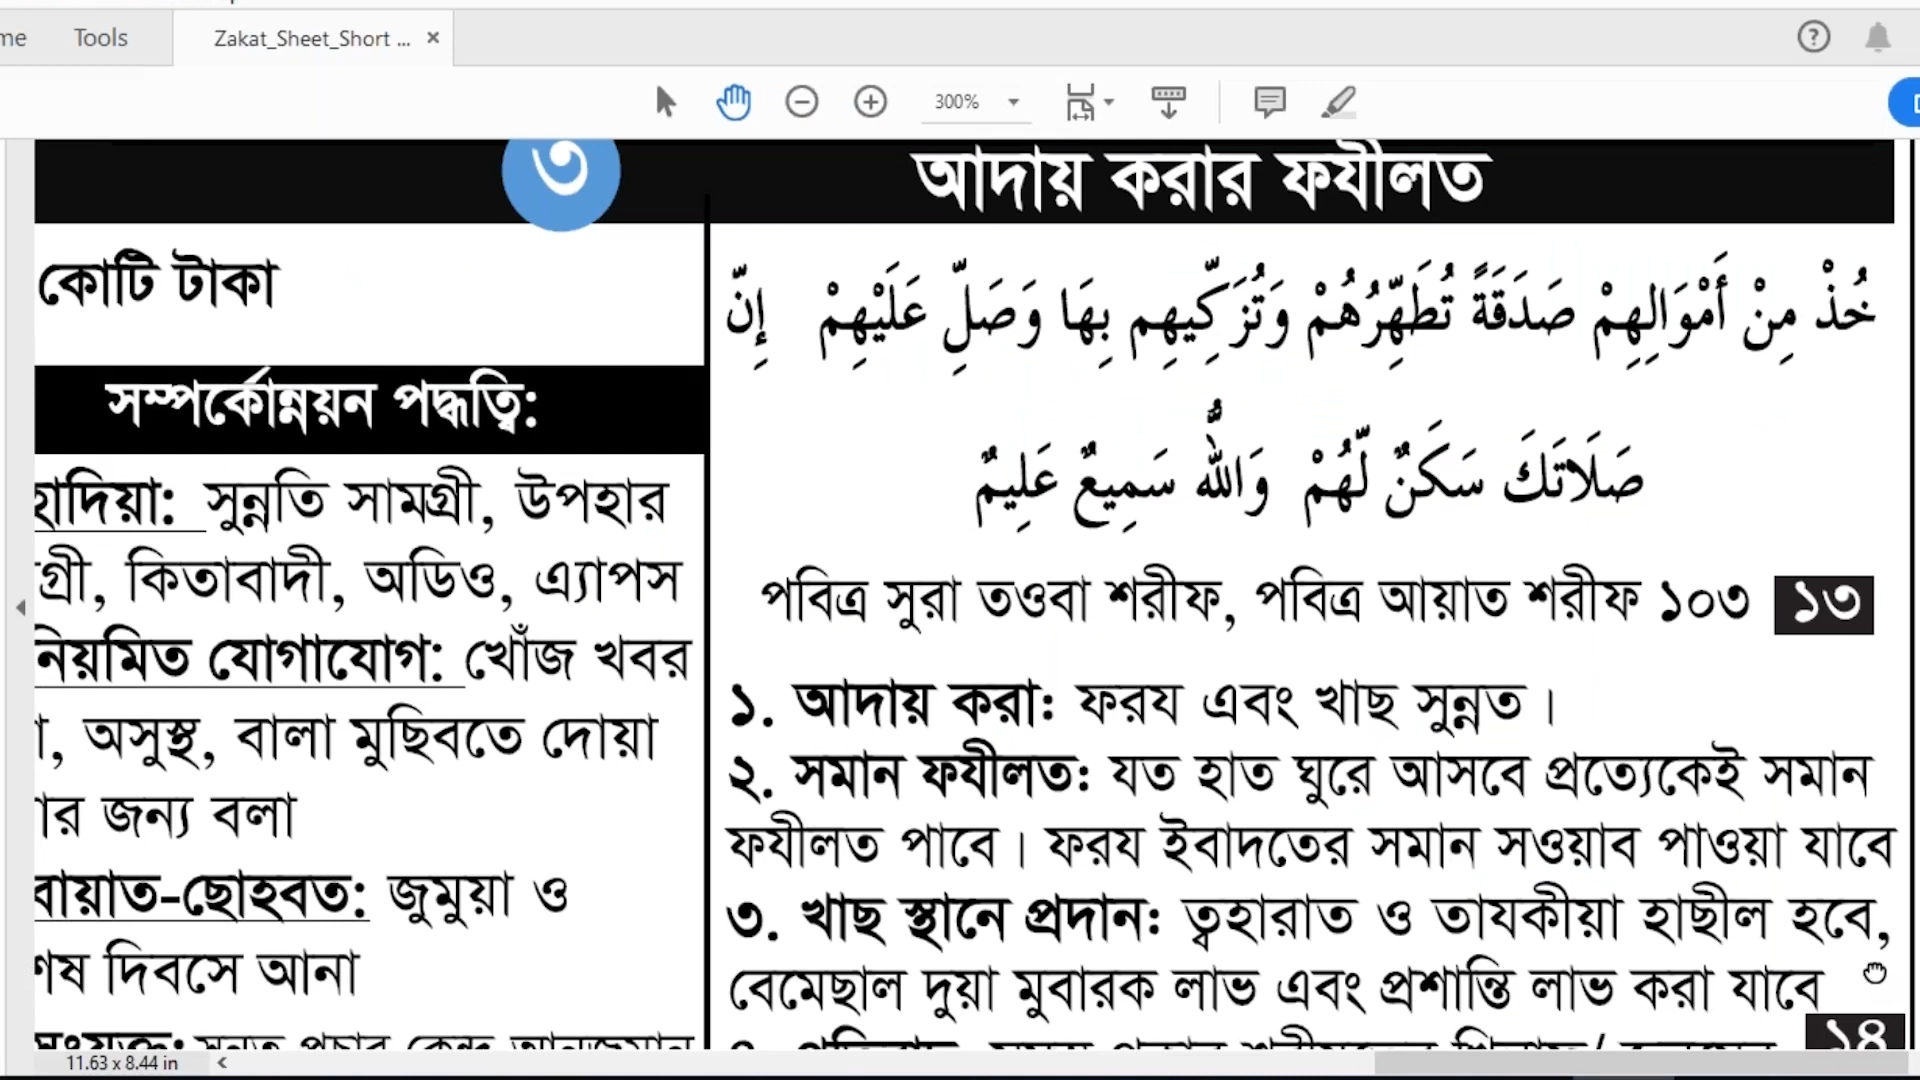 Tools
Zakat_Sheet_Short ...
300%
৩
আদায় করার ফযীলত
কোটি টাকা
সম্পর্কোন্নয়ন পদ্ধত্বি:
হাদিয়া: সুন্নতি সামগ্রী, উপহার
গ্রী, কিতাবাদী, অডিও, এ্যাপস
নিয়মিত যোগাযোগ: খোঁজ খবর
, অসুস্থ, বালা মুছিবতে দোয়া
ার জন্য বলা
বায়াত-ছোহবত: জুমুয়া ও
শেষ দিবসে আনা
خُذْ مِنْ أَمْوَالِهِمْ صَدَقَةً تُطَهِّرُهُمْ وَتُزَكِّيهِم بِهَا وَصَلِّ عَلَيْهِمْ إِنَّ
صَلَاتَكَ سَكَنٌ لَّهُمْ وَاللَّهُ سَمِيعٌ عَلِيمٌ
পবিত্র সুরা তওবা শরীফ, পবিত্র আয়াত শরীফ ১০৩ ১৩
১. আদায় করা: ফরয এবং খাছ সুন্নত।
২. সমান ফযীলত: যত হাত ঘুরে আসবে প্রত্যেকেই সমান
ফযীলত পাবে। ফরয ইবাদতের সমান সওয়াব পাওয়া যাবে
৩. খাছ স্থানে প্রদান: ত্বহারাত ও তাযকীয়া হাছীল হবে,
বেমেছাল দুয়া মুবারক লাভ এবং প্রশান্তি লাভ করা যাবে
১৪
11.63 x 8.44 in